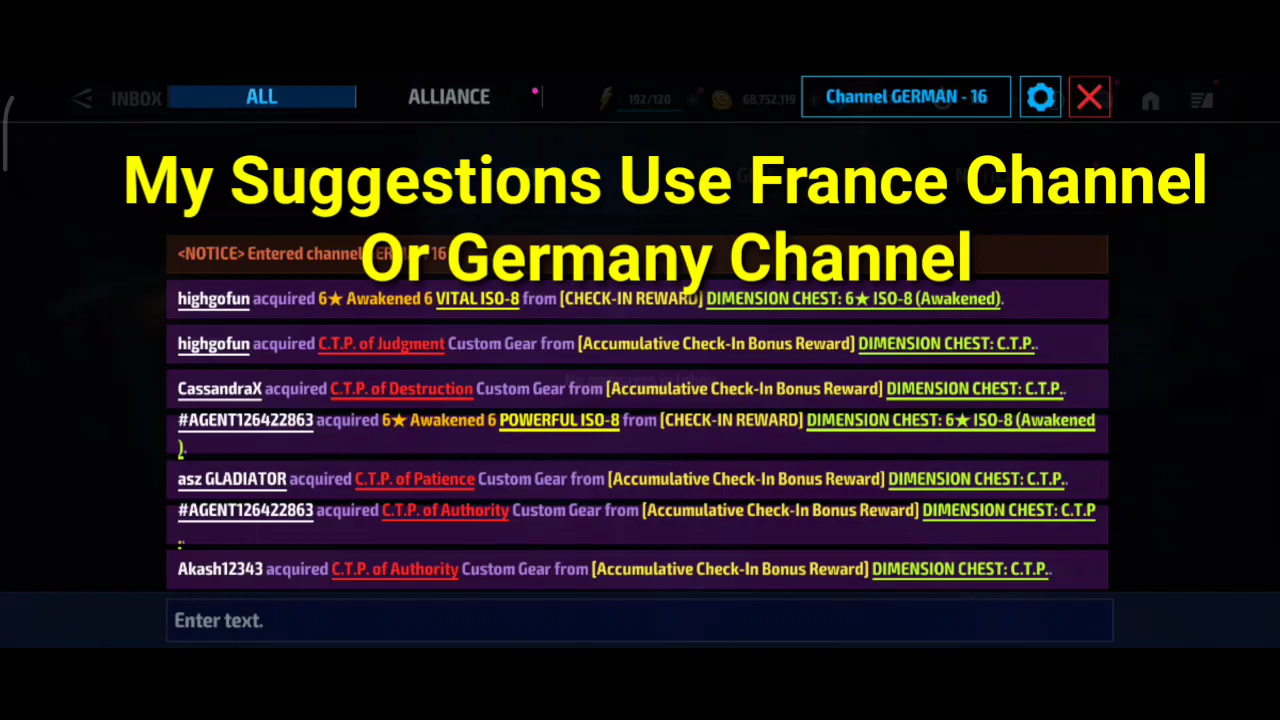 INBOX ALL ALLIANCE 192/120 68,752,119 Channel GERMAN - 16
My Suggestions Use France Channel
Or Germany Channel
<NOTICE> Entered channel GERMAN - 16
highgofun acquired 6★ Awakened 6 VITAL ISO-8 from [CHECK-IN REWARD] DIMENSION CHEST: 6★ ISO-8 (Awakened).
highgofun acquired C.T.P. of Judgment Custom Gear from [Accumulative Check-In Bonus Reward] DIMENSION CHEST: C.T.P..
CassandraX acquired C.T.P. of Destruction Custom Gear from [Accumulative Check-In Bonus Reward] DIMENSION CHEST: C.T.P..
#AGENT126422863 acquired 6★ Awakened 6 POWERFUL ISO-8 from [CHECK-IN REWARD] DIMENSION CHEST: 6★ ISO-8 (Awakened
).
asz GLADIATOR acquired C.T.P. of Patience Custom Gear from [Accumulative Check-In Bonus Reward] DIMENSION CHEST: C.T.P..
#AGENT126422863 acquired C.T.P. of Authority Custom Gear from [Accumulative Check-In Bonus Reward] DIMENSION CHEST: C.T.P
..
Akash12343 acquired C.T.P. of Authority Custom Gear from [Accumulative Check-In Bonus Reward] DIMENSION CHEST: C.T.P..
Enter text.